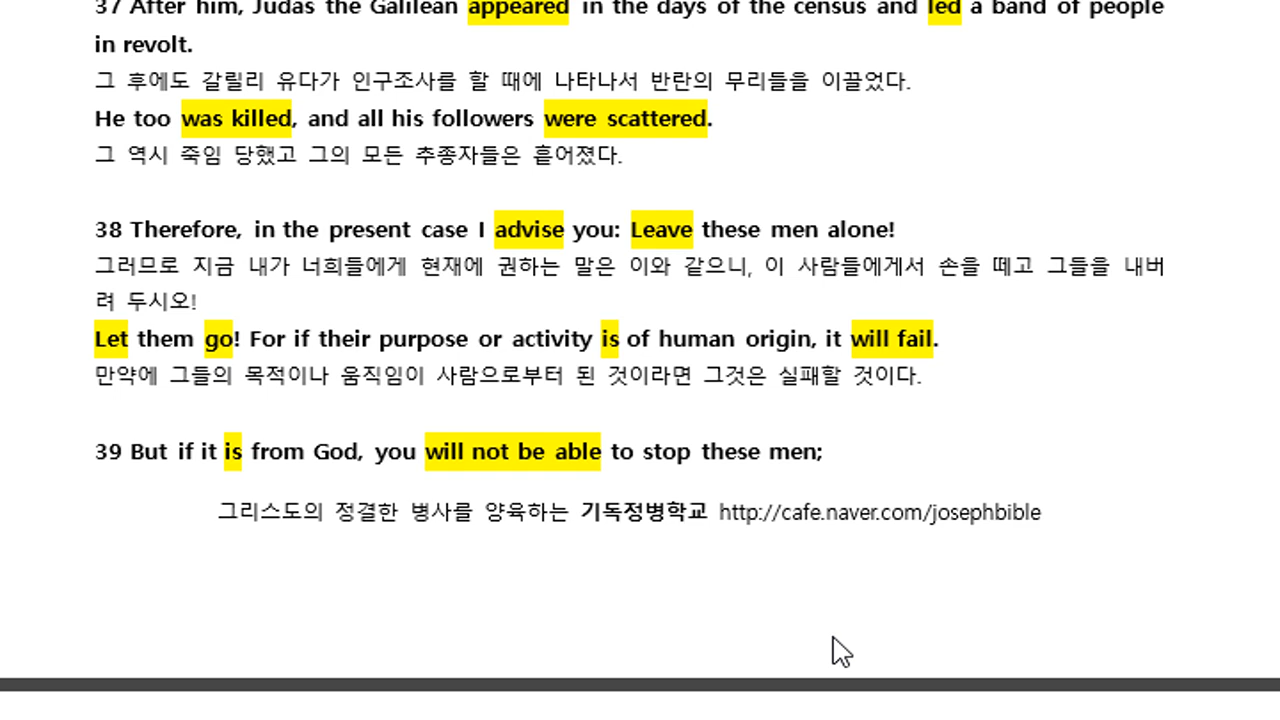 37 After him, Judas the Galilean appeared in the days of the census and led a band of people
in revolt.
그 후에도 갈릴리 유다가 인구조사를 할 때에 나타나서 반란의 무리들을 이끌었다.
He too was killed, and all his followers were scattered.
그 역시 죽임 당했고 그의 모든 추종자들은 흩어졌다.
38 Therefore, in the present case I advise you: Leave these men alone!
그러므로 지금 내가 너희들에게 현재에 권하는 말은 이와 같으니, 이 사람들에게서 손을 떼고 그들을 내버
려 두시오!
Let them go! For if their purpose or activity is of human origin, it will fail.
만약에 그들의 목적이나 움직임이 사람으로부터 된 것이라면 그것은 실패할 것이다.
39 But if it is from God, you will not be able to stop these men;
그리스도의 정결한 병사를 양육하는 기독정병학교 http://cafe.naver.com/josephbible